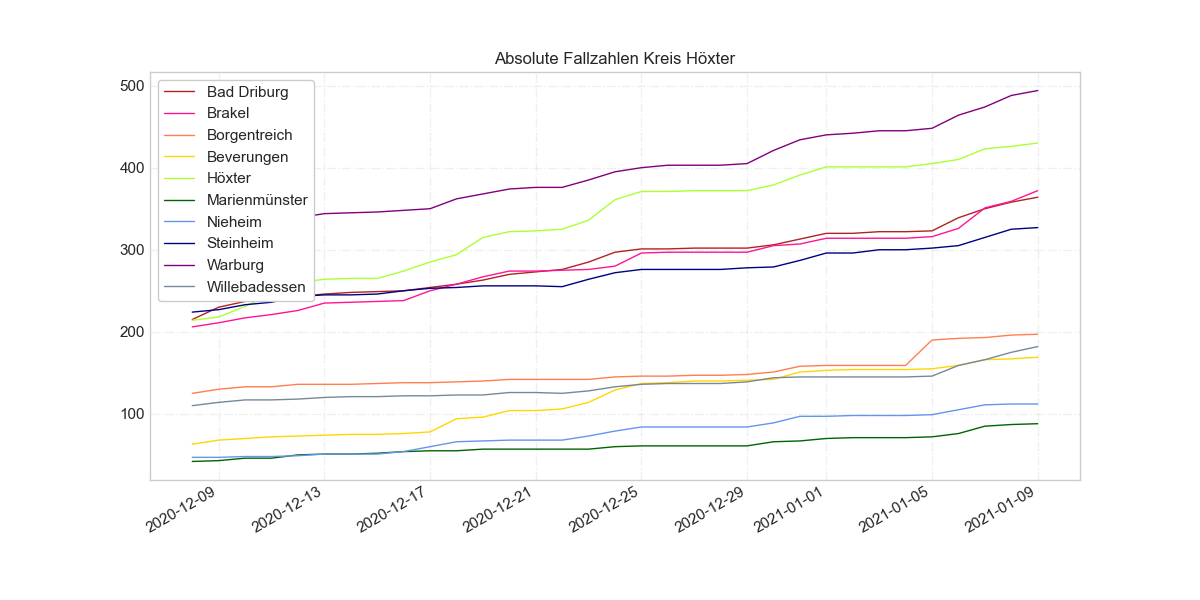 Absolute Fallzahlen Kreis Höxter
500
400
300
200
100
Bad Driburg
Brakel
Borgentreich
Beverungen
Höxter
Marienmünster
Nieheim
Steinheim
Warburg
Willebadessen
2020-12-09
2020-12-13
2020-12-17
2020-12-21
2020-12-25
2020-12-29
2021-01-01
2021-01-05
2021-01-09